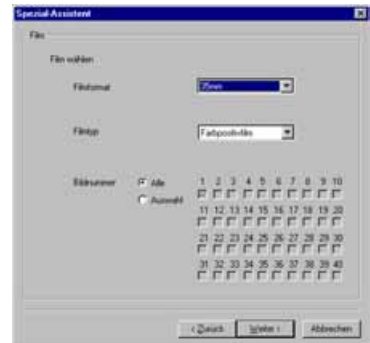 Spezial-Assistent
Film
Film wählen
Filmformat 35mm
Filmtyp Farbpositivfilm
Bildnummer Alle 1 2 3 4 5 6 7 8 9 10
Auswahl
11 12 13 14 15 16 17 18 19 20
21 22 23 24 25 26 27 28 29 30
31 32 33 34 35 36 37 38 39 40
< Zurück Weiter > Abbrechen